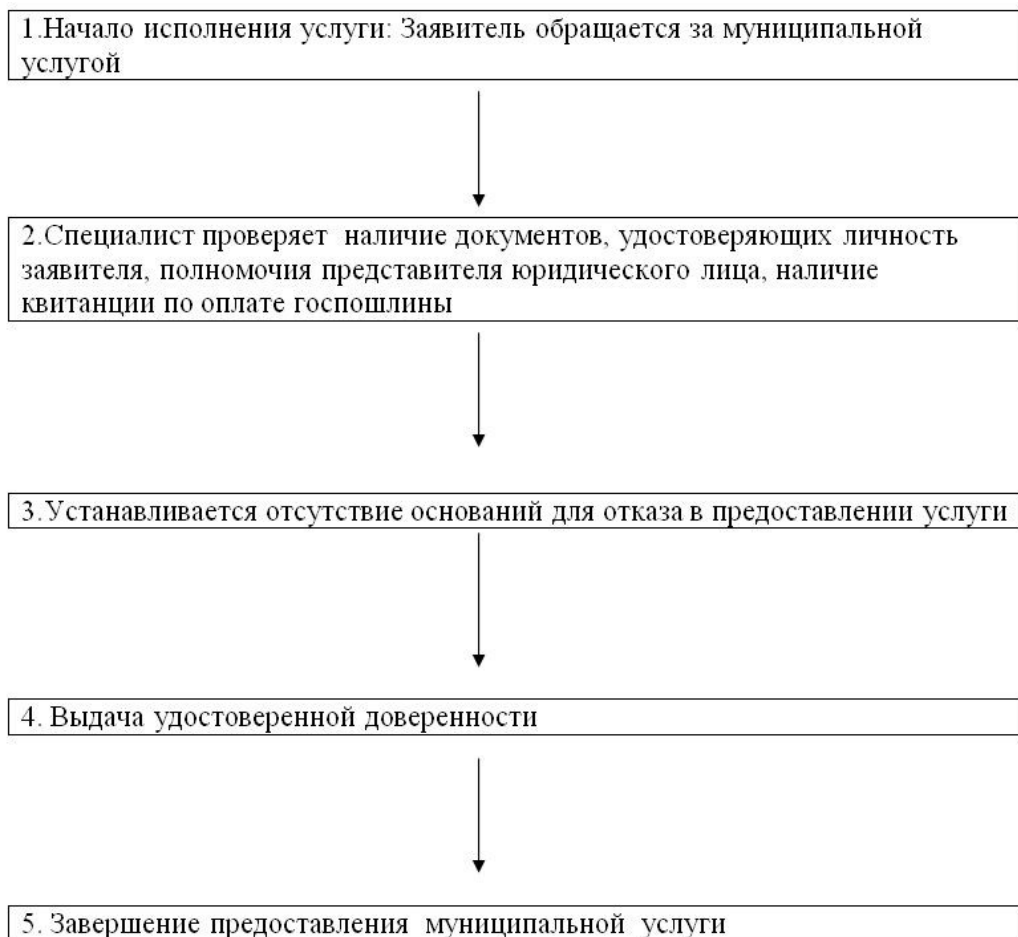 1.Начало исполнения услуги: Заявитель обращается за муниципальной
услугой
2.Специалист проверяет наличие документов, удостоверяющих личность
заявителя, полномочия представителя юридического лица, наличие
квитанции по оплате госпошлины
3.Устанавливается отсутствие оснований для отказа в предоставлении услуги
4. Выдача удостоверенной доверенности
5. Завершение предоставления муниципальной услуги